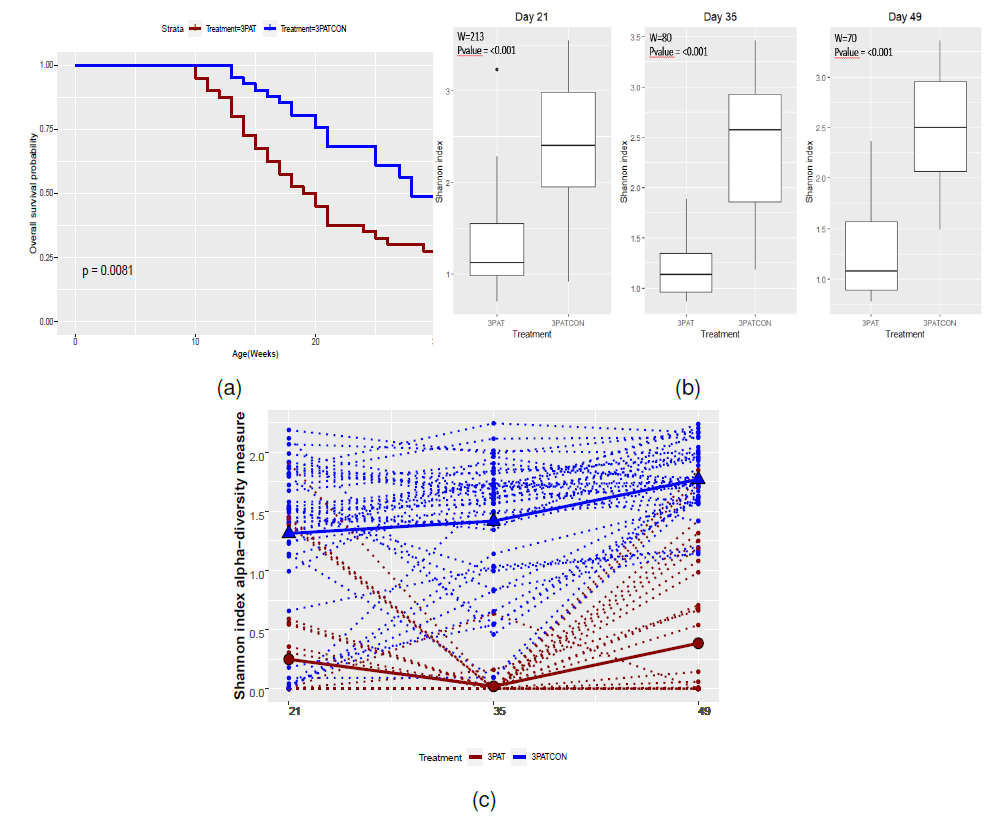 Strata Treatment=3PAT Treatment=3PATCON
1.00
0.75
0.50
0.25
0.00
Overall survival probability
p = 0.0081
0 10 20
Age(Weeks)
(a)
Day 21
W=213
Pvalue = <0.001
3
2
1
Shannon index
3PAT 3PATCON
Treatment
Day 35
W=80
Pvalue = <0.001
3.5
3.0
2.5
2.0
1.5
1.0
Shannon index
3PAT 3PATCON
Treatment
Day 49
W=70
Pvalue = <0.001
3.0
2.5
2.0
1.5
1.0
Shannon index
3PAT 3PATCON
Treatment
(b)
Shannon index alpha−diversity measure
2.0
1.5
1.0
0.5
0.0
21 35 49
Treatment 3PAT 3PATCON
(c)